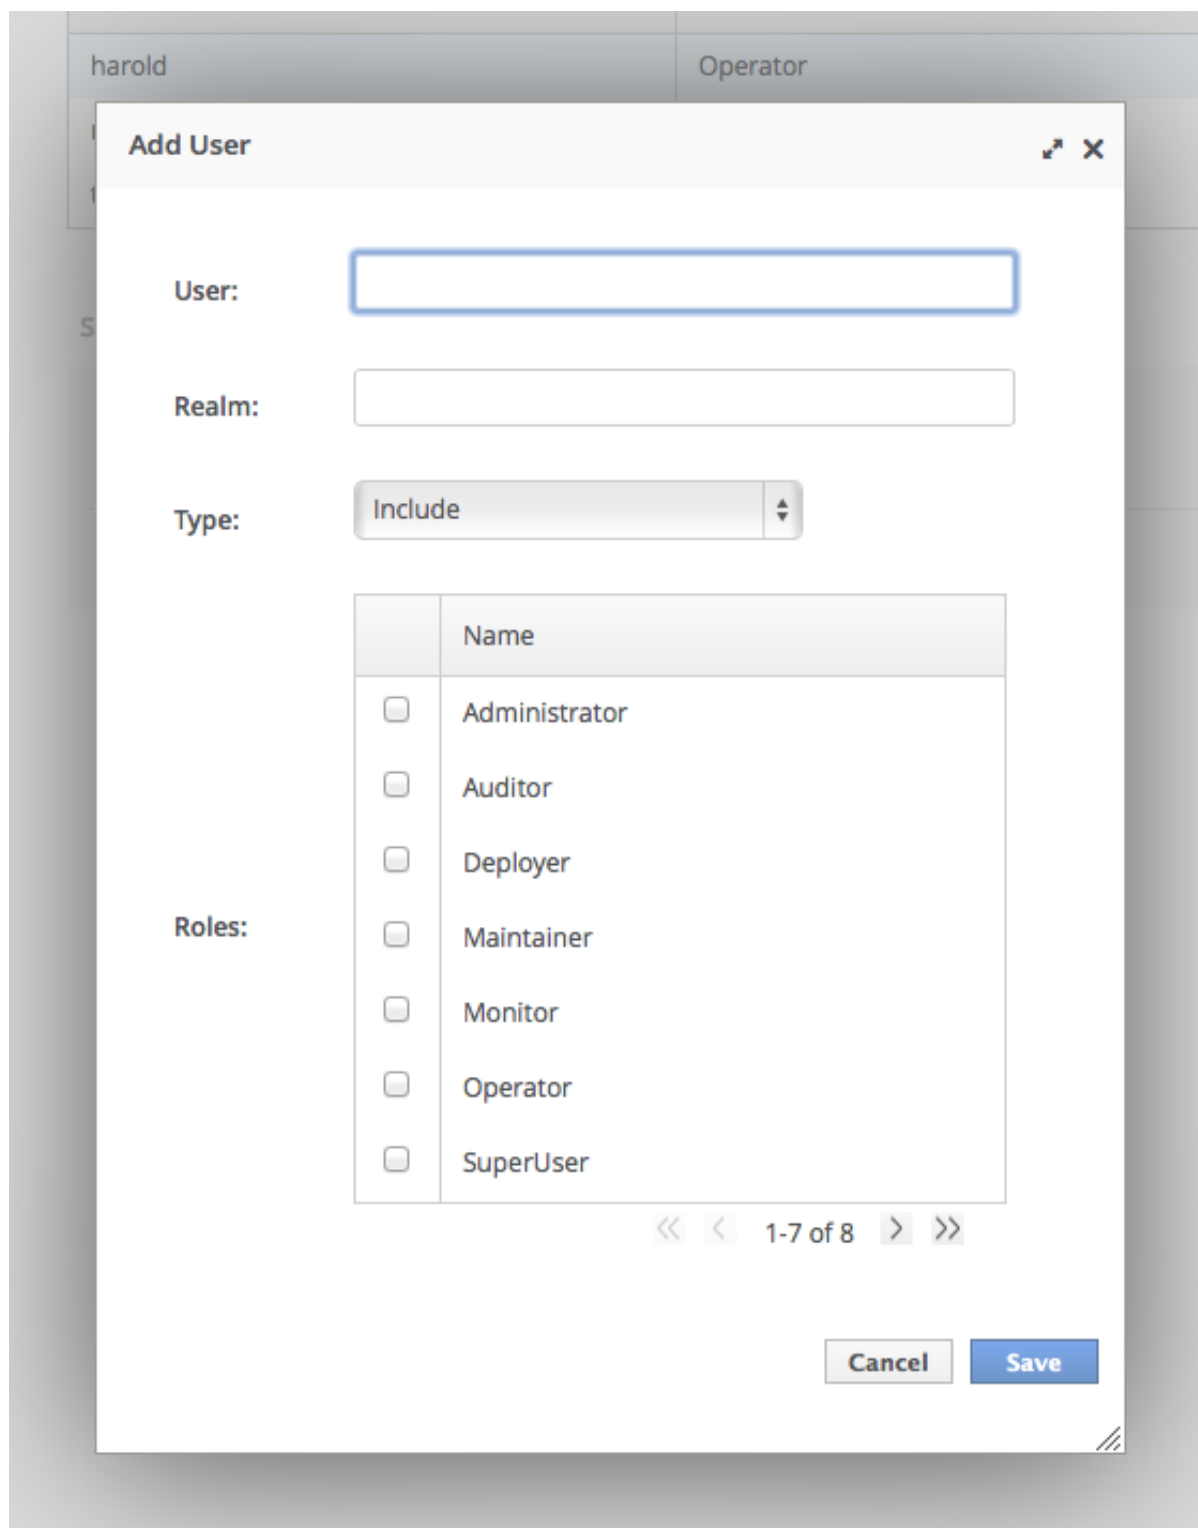 harold Operator
Add User
User:
Realm:
Type: Include
Name
Administrator
Auditor
Deployer
Roles:
Maintainer
Monitor
Operator
SuperUser
1-7 of 8
Cancel Save